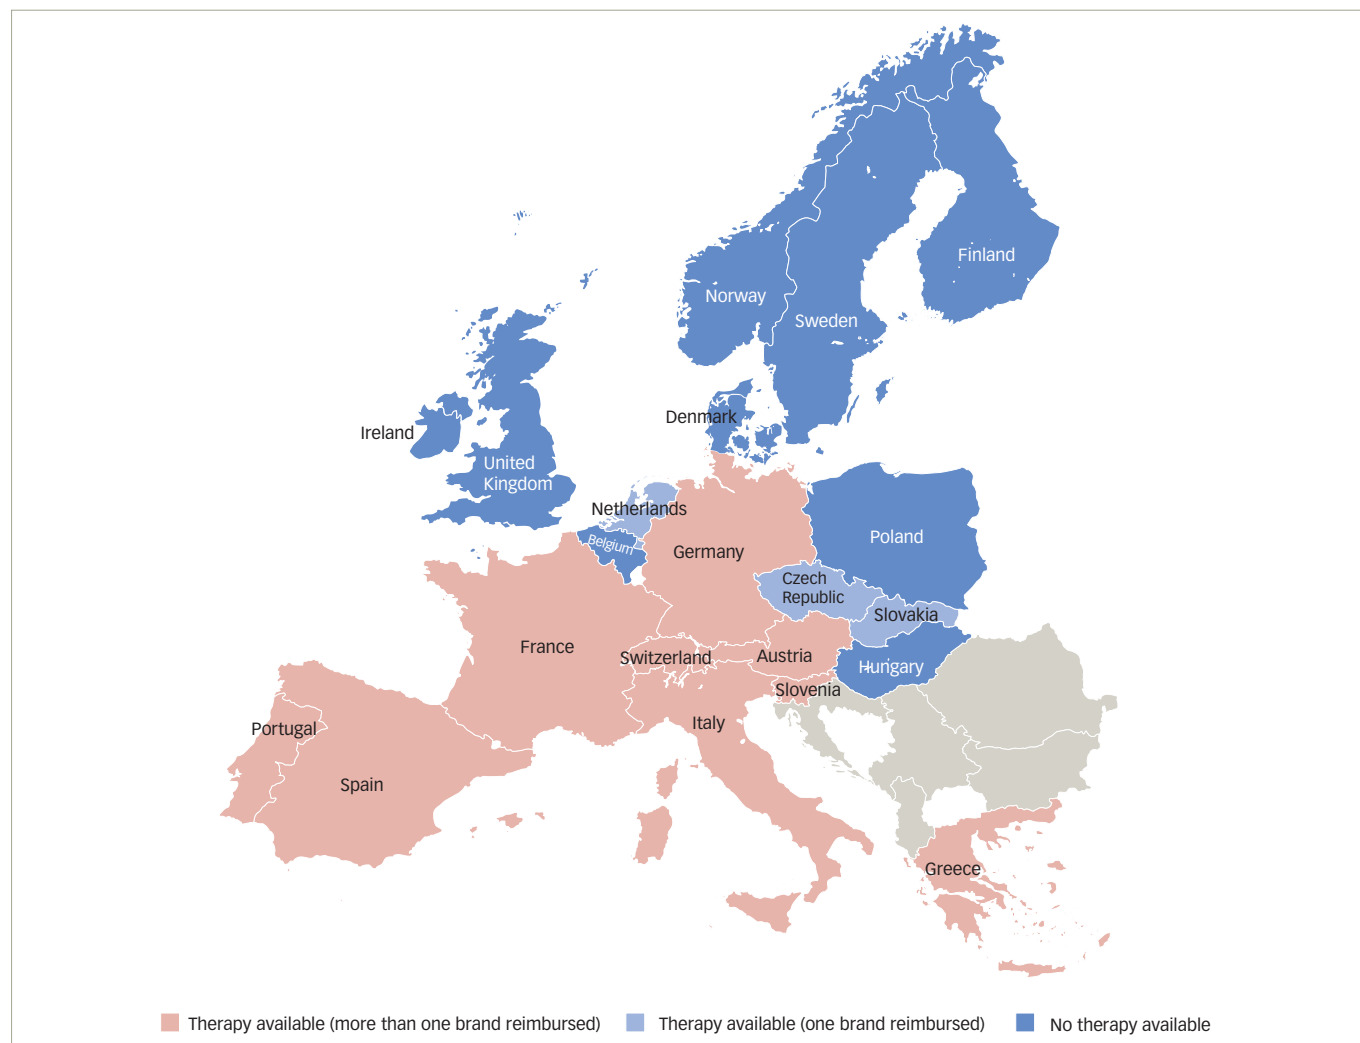 Finland
Norway
Sweden
Denmark
Ireland
United
Kingdom
Netherlands
Belgium
Germany
Poland
Czech
Republic
Slovakia
France
Switzerland
Austria
Hungary
Slovenia
Portugal
Italy
Spain
Greece
Therapy available (more than one brand reimbursed)
Therapy available (one brand reimbursed)
No therapy available